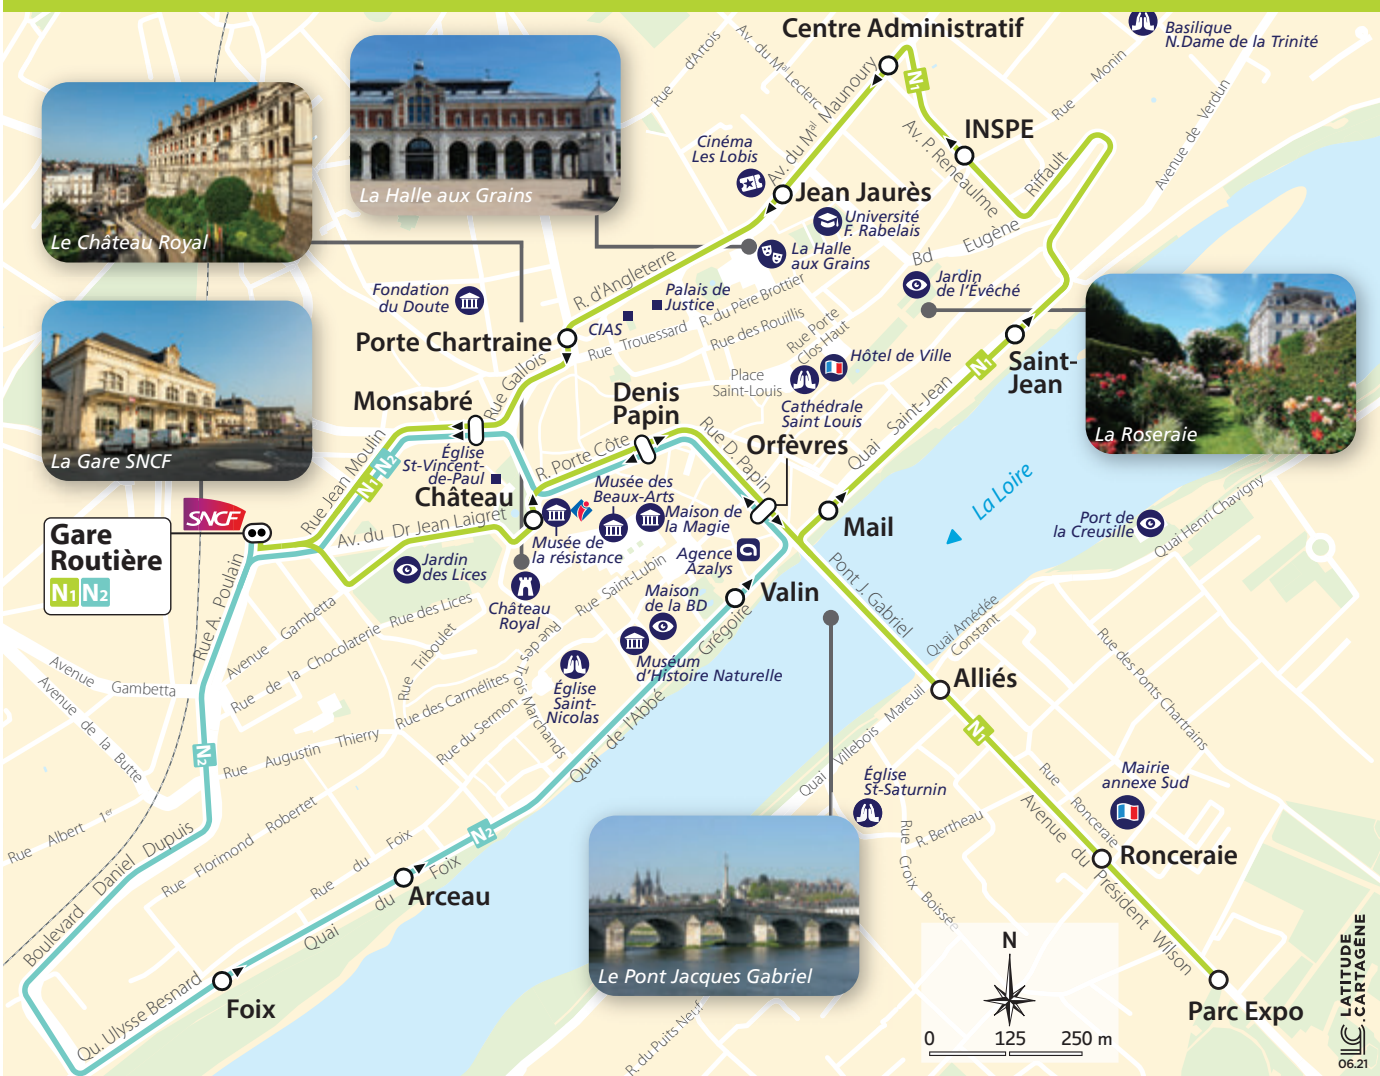 Centre Administratif
Basilique
N.Dame de la Trinité
Rue d'Artois
Av. du Mal Leclerc
Rue Monin
Avenue de Verdun
N1
Av. du Mal Maunoury
INSPE
Av. P. Reneaulme
Riffault
Cinéma
Les Lobis
Jean Jaurès
Université
F. Rabelais
La Halle
aux Grains
Bd Eugène
Le Château Royal
La Halle aux Grains
Jardin
de l'Évêché
R. d'Angleterre
Fondation
du Doute
Palais de
Justice
CIAS
R. du Père Brottier
Rue Trouessard
Rue des Rouillis
Rue Porte
Clos Haut
Porte Chartraine
Hôtel de Ville
N1
Saint-
Jean
Rue Gallois
Place
Saint-Louis
Cathédrale
Saint Louis
Denis
Papin
Monsabré
La Gare SNCF
La Roseraie
Rue D. Papin
Orfèvres
Quai Saint-Jean
Rue Jean Moulin
N1-N2
Église
St-Vincent-
de-Paul
R. Porte Côte
Château
Musée des
Beaux-Arts
Maison de
la Magie
Musée de
la résistance
Mail
La Loire
Port de
la Creusille
Quai Henri Chavigny
SNCF
Gare
Routière
N1 N2
Av. du Dr Jean Laigret
Jardin
des Lices
Agence
Azalys
Valin
Pont J. Gabriel
Rue Saint-Lubin
Château
Royal
Maison
de la BD
Rue A. Poulain
Avenue Gambetta
Rue de la Chocolaterie
Rue des Lices
Rue Triboulet
Rue des Trois Marchands
Muséum
d'Histoire Naturelle
Église
Saint-
Nicolas
Quai de l'Abbé Grégoire
Quai Amédée
Constant
Alliés
Rue des Ponts Chartrains
Avenue Gambetta
Avenue de la Butte
Rue des Carmélites
Rue du Sermon
Rue Augustin Thierry
N2
N1
Quai Villebois Mareuil
Église
St-Saturnin
Mairie
annexe Sud
Rue Ronceraie
Rue Albert 1er
Boulevard Daniel Dupuis
Rue Florimond Robertet
Rue du Foix
N2
Quai du Foix
Arceau
R. Bertheau
Rue Croix Boissée
Avenue du Président Wilson
Ronceraie
Qu. Ulysse Besnard
Foix
Le Pont Jacques Gabriel
R. du Puits Neuf
N
0 125 250 m
Parc Expo
LATITUDE
CARTAGÈNE
06.21